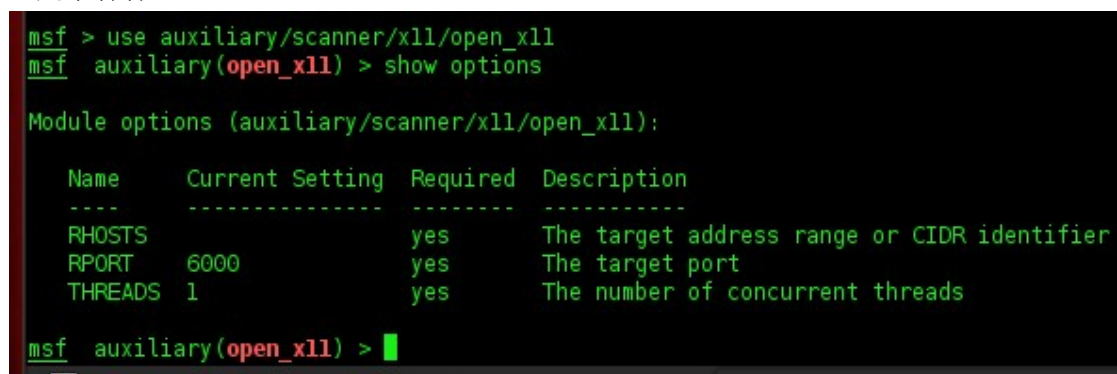 msf > use auxiliary/scanner/x11/open_x11
msf auxiliary(open_x11) > show options
Module options (auxiliary/scanner/x11/open_x11):
Name Current Setting Required Description
---- --------------- -------- -----------
RHOSTS yes The target address range or CIDR identifier
RPORT 6000 yes The target port
THREADS 1 yes The number of concurrent threads
msf auxiliary(open_x11) >